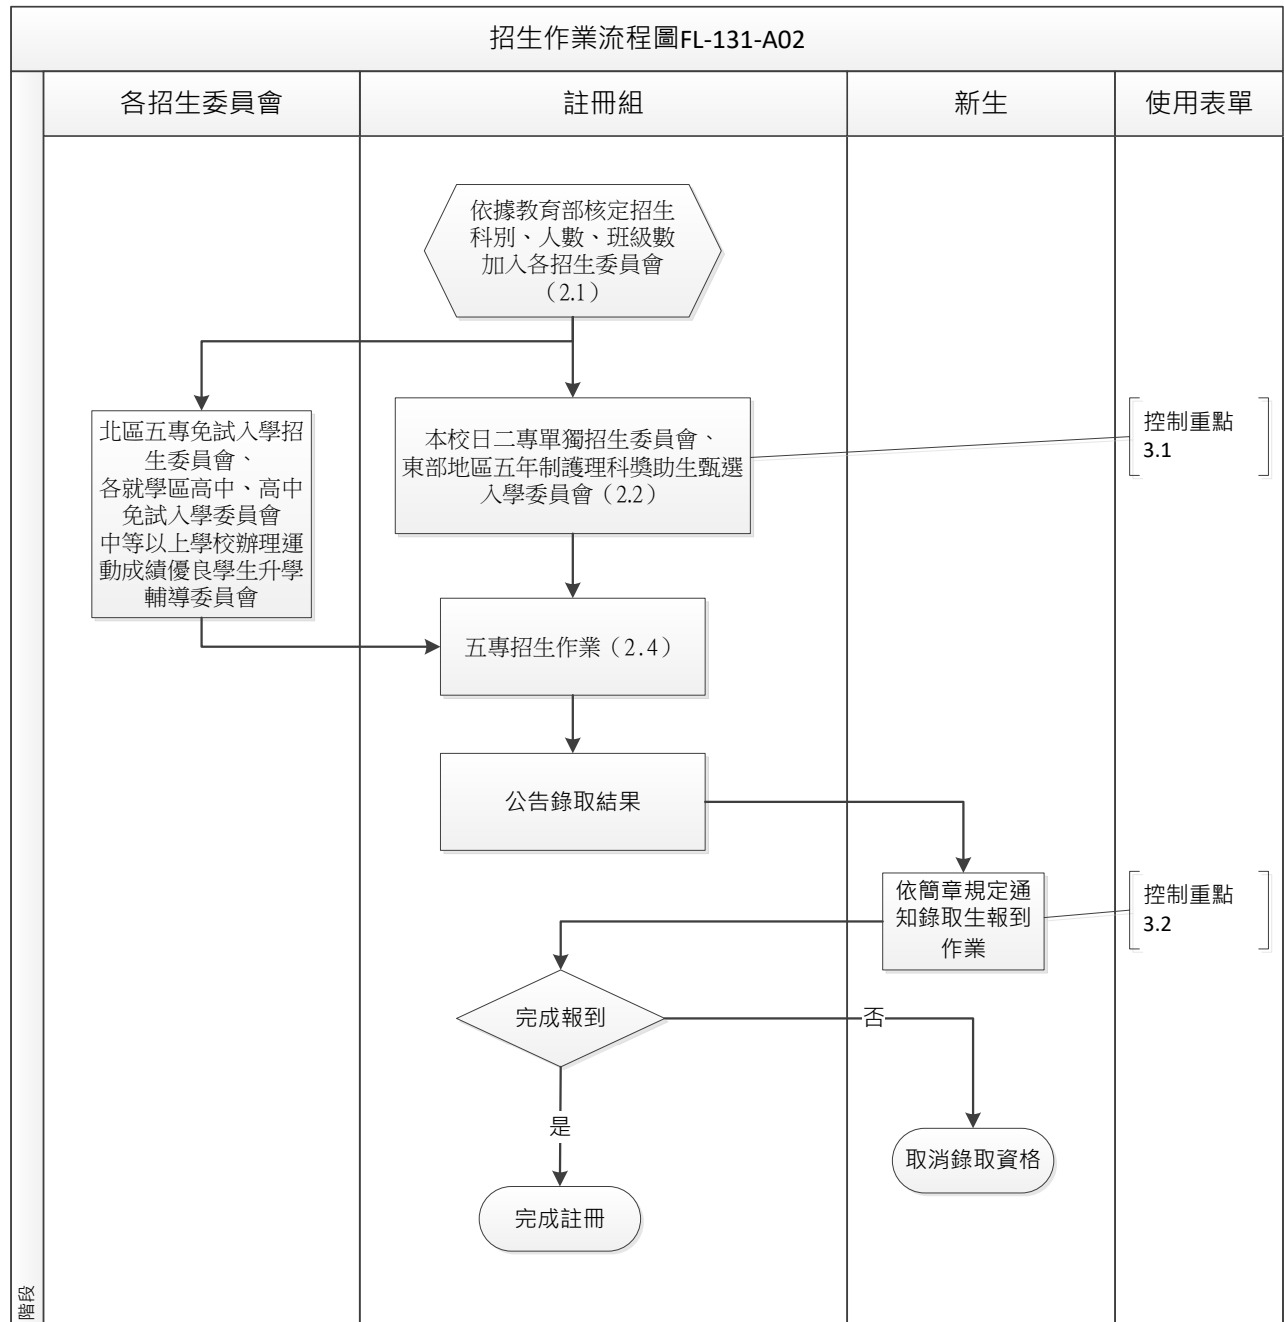 招生作業流程圖FL-131-A02
各招生委員會
註冊組
新生
使用表單
依據教育部核定招生
科別、人數、班級數
加入各招生委員會
（2.1）
北區五專免試入學招
生委員會、
各就學區高中、高中
免試入學委員會
中等以上學校辦理運
動成績優良學生升學
輔導委員會
本校日二專單獨招生委員會、
東部地區五年制護理科獎助生甄選
入學委員會（2.2）
控制重點
3.1
五專招生作業（2.4）
公告錄取結果
依簡章規定通
知錄取生報到
作業
控制重點
3.2
完成報到
否
是
取消錄取資格
完成註冊
階段